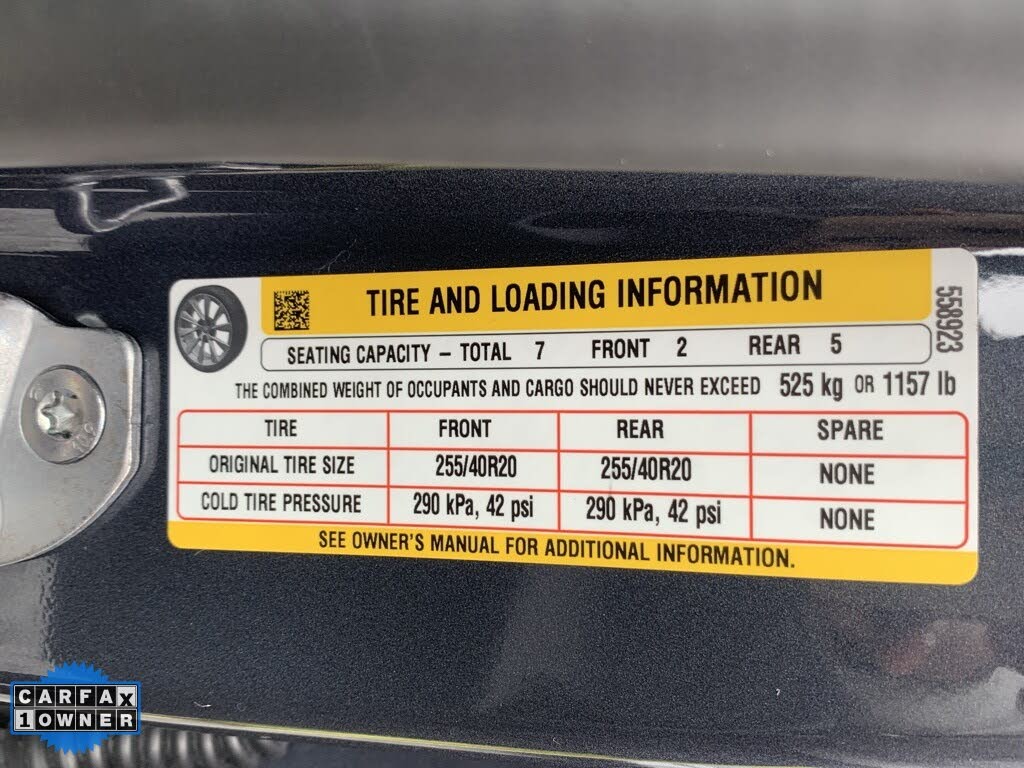 TIRE AND LOADING INFORMATION
558923
SEATING CAPACITY – TOTAL 7 FRONT 2 REAR 5
THE COMBINED WEIGHT OF OCCUPANTS AND CARGO SHOULD NEVER EXCEED 525 kg OR 1157 lb
TIRE FRONT REAR SPARE
ORIGINAL TIRE SIZE 255/40R20 255/40R20 NONE
COLD TIRE PRESSURE 290 kPa, 42 psi 290 kPa, 42 psi NONE
SEE OWNER'S MANUAL FOR ADDITIONAL INFORMATION.
CARFAX
1 OWNER